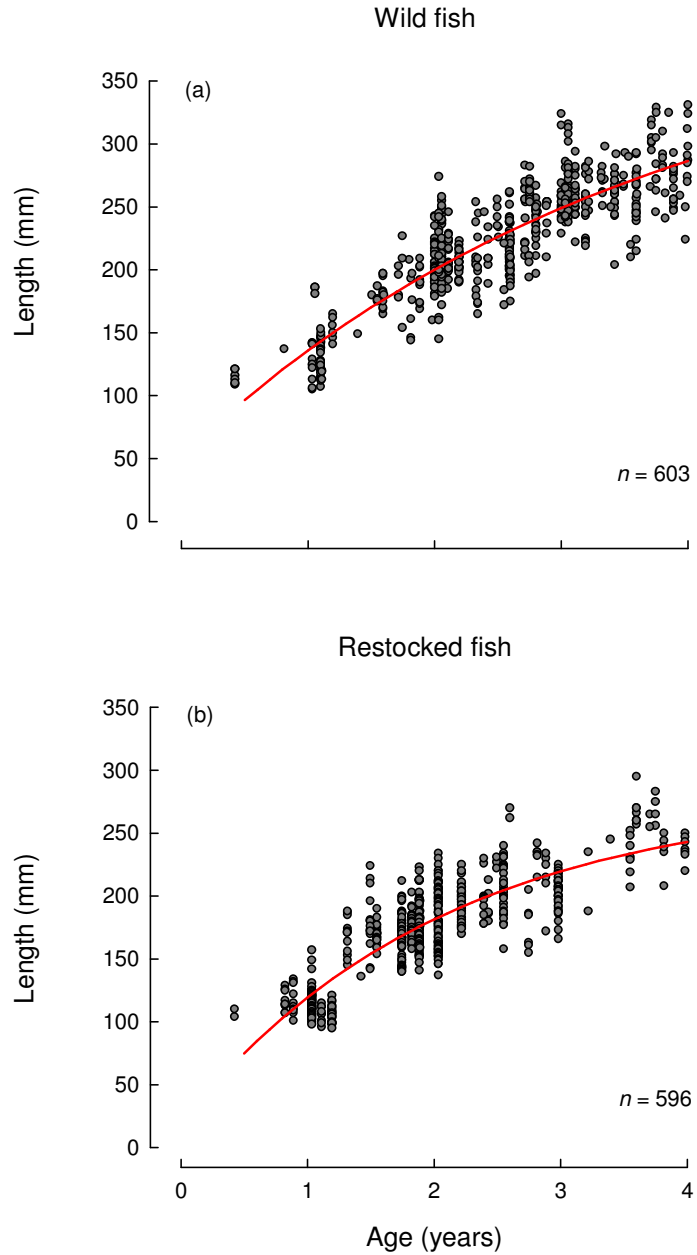 Wild fish
(a)
350
300
250
200
150
100
50
0
Length (mm)
n = 603
Restocked fish
(b)
350
300
250
200
150
100
50
0
Length (mm)
n = 596
0 1 2 3 4
Age (years)